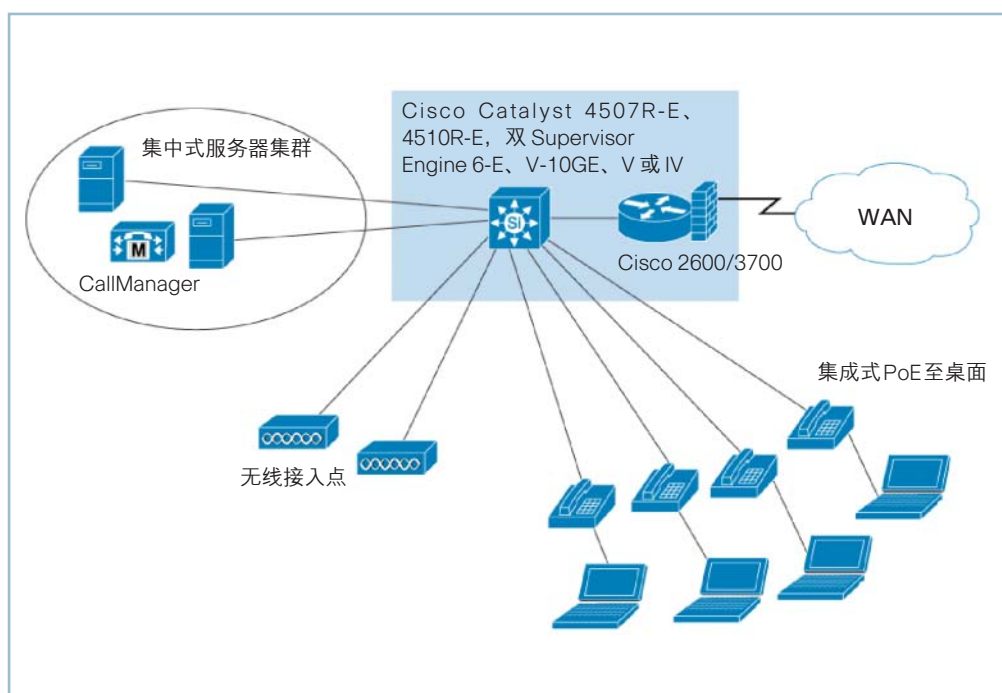 Cisco Catalyst 4507R-E、
4510R-E，双 Supervisor
Engine 6-E、V-10GE、V 或 IV
集中式服务器集群
SI
WAN
M
CallManager
Cisco 2600/3700
集成式PoE至桌面
无线接入点